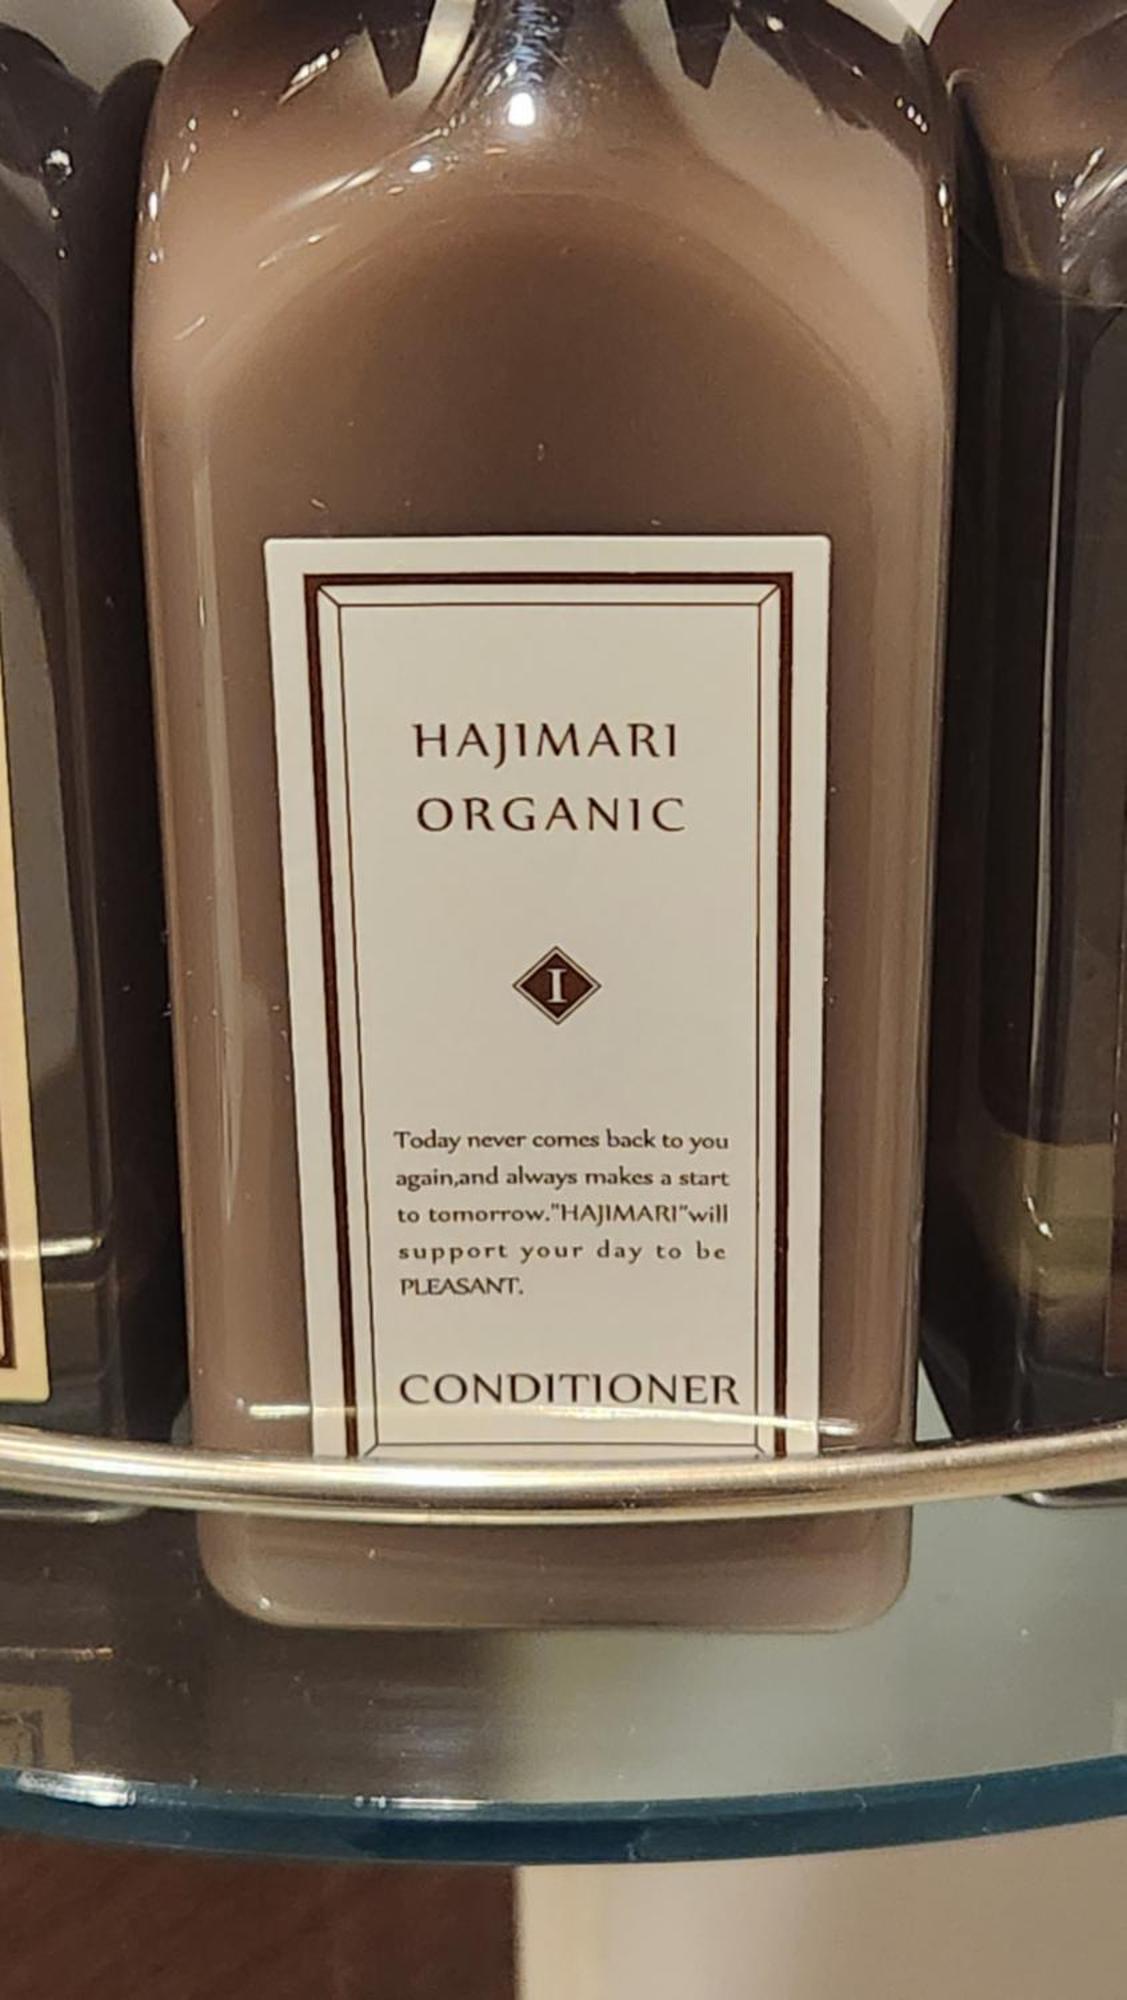 HAJIMARI
ORGANIC
I
Today never comes back to you
again,and always makes a start
to tomorrow."HAJIMARI"will
support your day to be
PLEASANT.
CONDITIONER